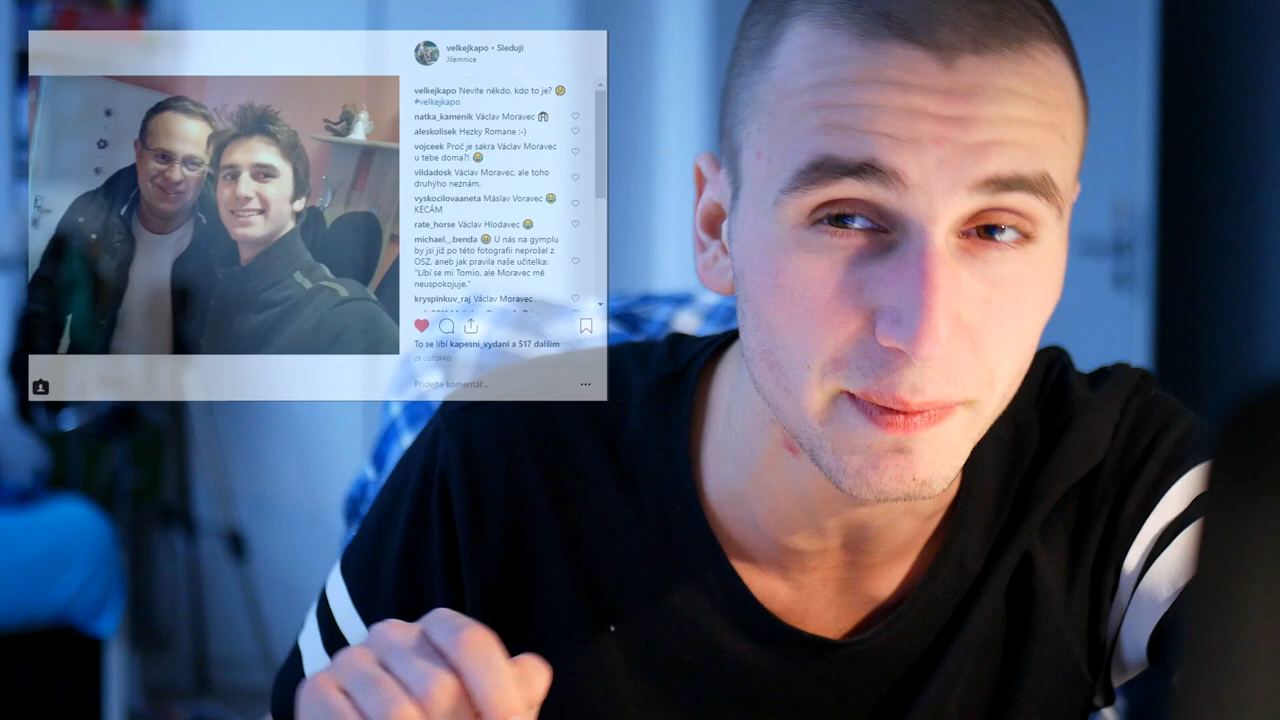 velkejkapo • Sleduji
Jilemnice
velkejkapo Nevíte někdo, kdo to je?
#velkejkapo
natka_kamenik Václav Moravec
aleskolisek Hezky Romane :-)
vojceek Proč je sakra Václav Moravec
u tebe doma?!
vildadosk Václav Moravec, ale toho
druhýho neznám.
vyskocilovaaneta Máslav Voravec
KECÁM
rate_horse Václav Hlodavec
michael._.benda U nás na gymplu
by jsi již po této fotografii neprošel z
OSZ, aneb jak pravila naše učitelka:
"Líbí se mi Tomio, ale Moravec mě
neuspokojuje."
kryspinkuv_raj Václav Moravec
To se líbí kapesni_vydani a 517 dalším
29 LISTOPAD
Přidejte komentář...